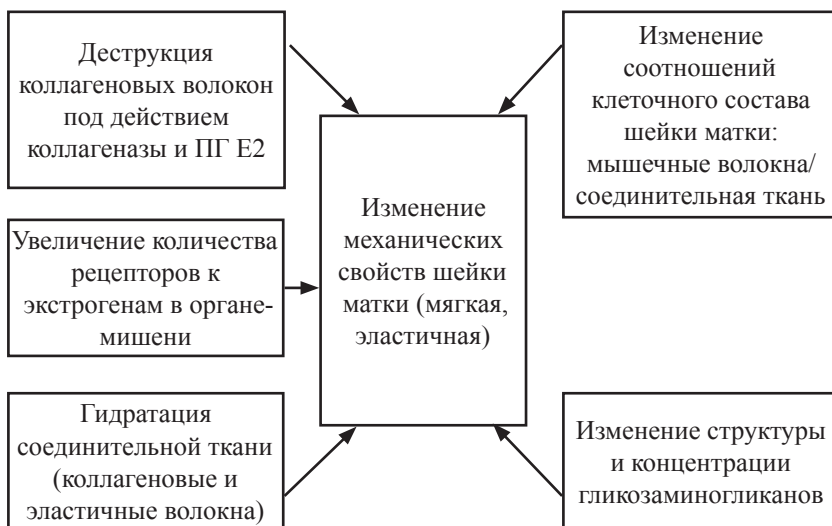 Деструкция
коллагеновых волокон
под действием
коллагеназы и ПГ Е2
Изменение
соотношений
клеточного состава
шейки матки:
мышечные волокна/
соединительная ткань
Увеличение количества
рецепторов к
экстрогенам в органе-
мишени
Изменение
механических
свойств шейки
матки (мягкая,
эластичная)
Гидратация
соединительной ткани
(коллагеновые и
эластичные волокна)
Изменение структуры
и концентрации
гликозаминогликанов